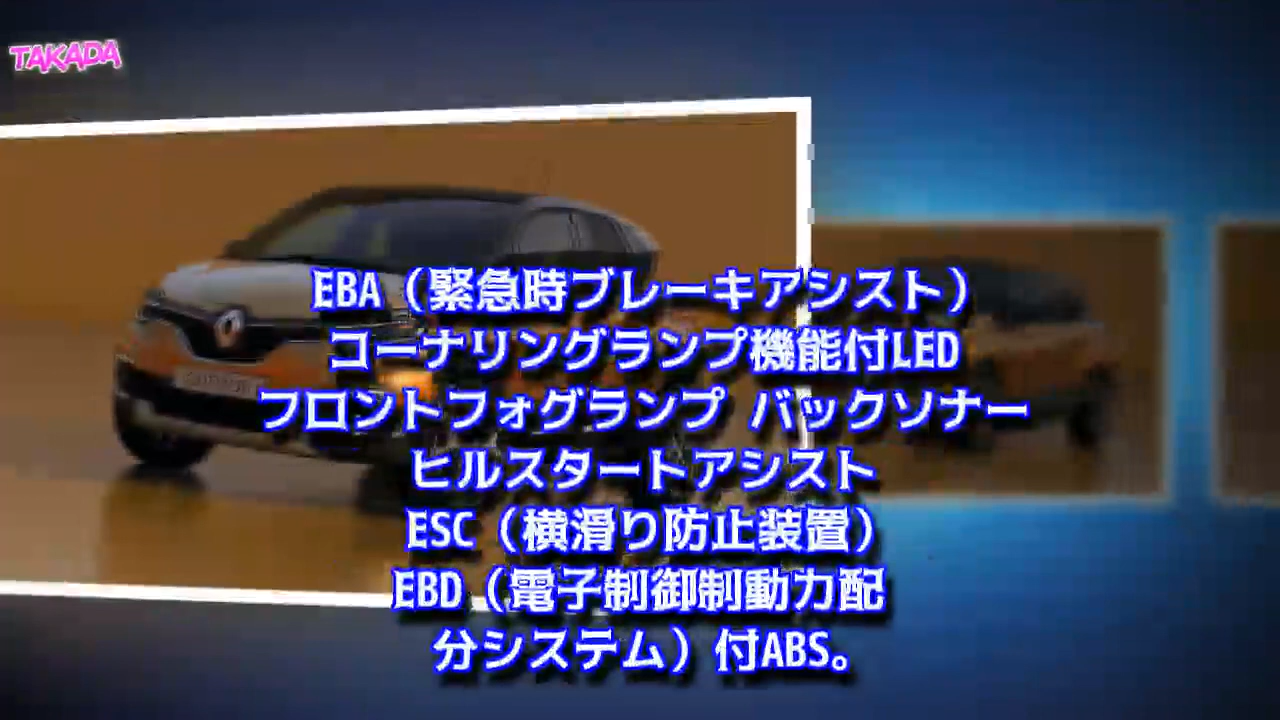 TAKADA
EBA（緊急時ブレーキアシスト）
コーナリングランプ機能付LED
フロントフォグランプ バックソナー
ヒルスタートアシスト
ESC（横滑り防止装置）
EBD（電子制御制動力配
分システム）付ABS。